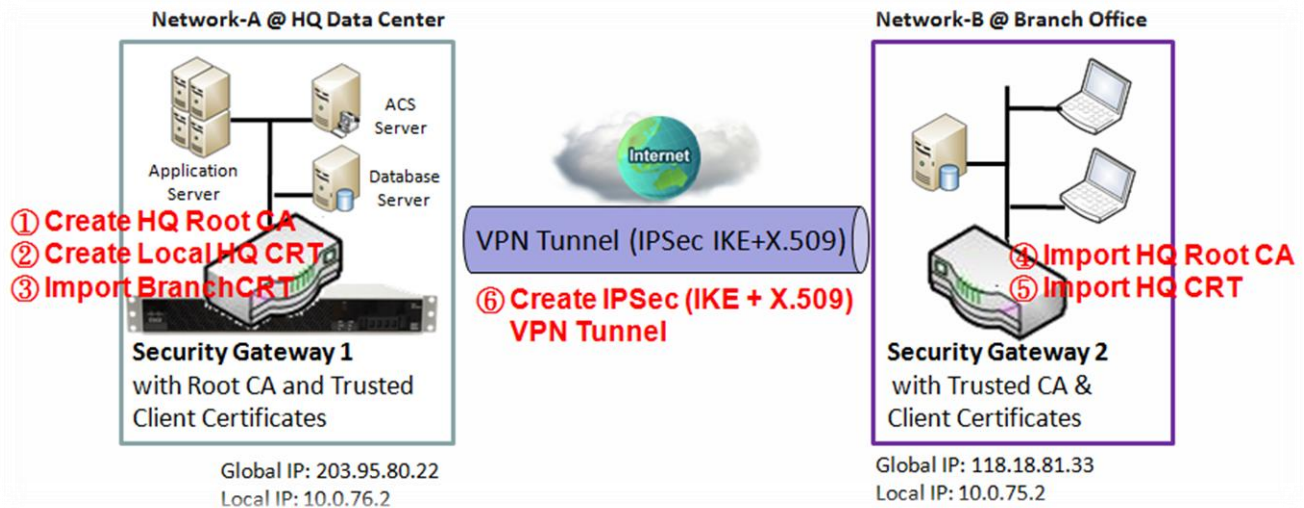 Network-A @ HQ Data Center
ACS
Server
Application
Server
Database
Server
① Create HQ Root CA
② Create Local HQ CRT
③ Import BranchCRT
Security Gateway 1
with Root CA and Trusted
Client Certificates
Global IP: 203.95.80.22
Local IP: 10.0.76.2
Internet
VPN Tunnel (IPSec IKE+X.509)
⑥ Create IPSec (IKE + X.509)
VPN Tunnel
Network-B @ Branch Office
④ Import HQ Root CA
⑤ Import HQ CRT
Security Gateway 2
with Trusted CA &
Client Certificates
Global IP: 118.18.81.33
Local IP: 10.0.75.2